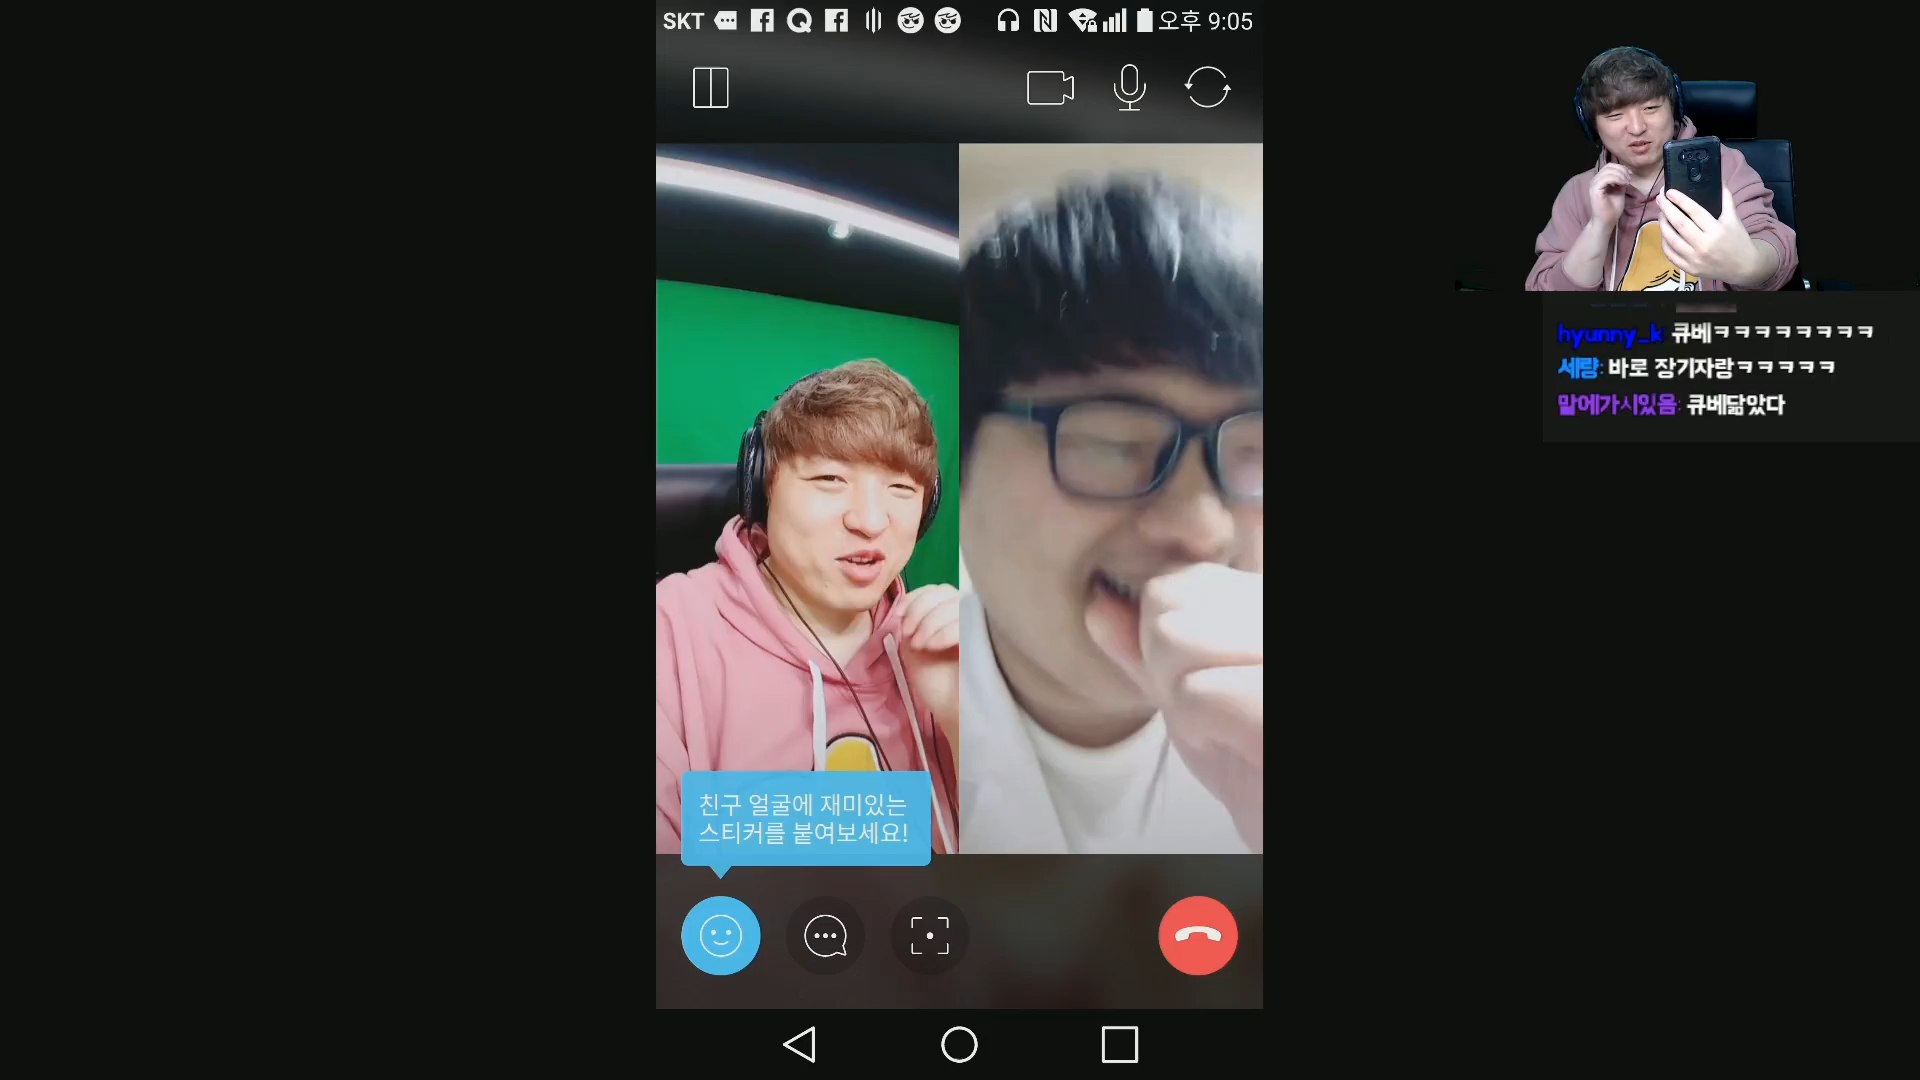 SKT
오후 9:05
hyunny_k: 큐베ㅋㅋㅋㅋㅋㅋㅋㅋ
세랑: 바로 장기자랑ㅋㅋㅋㅋㅋ
말에가시있음: 큐베닮았다
친구 얼굴에 재미있는
스티커를 붙여보세요!